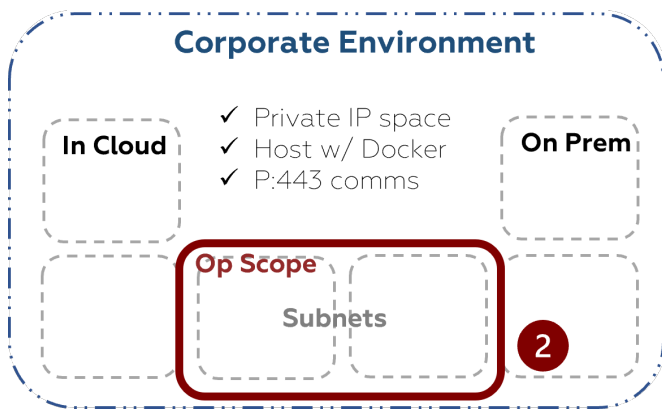 Corporate Environment
✓ Private IP space
In Cloud
✓ Host w/ Docker
On Prem
✓ P:443 comms
Op Scope
Subnets
2